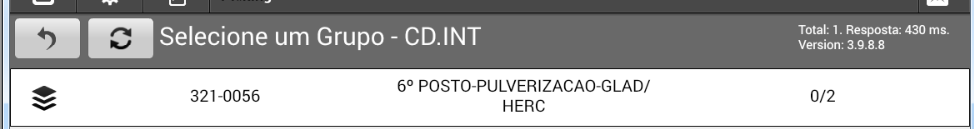 Selecione um Grupo - CD.INT
Total: 1. Resposta: 430 ms.
Version: 3.9.8.8
321-0056
6º POSTO-PULVERIZACAO-GLAD/
HERC
0/2